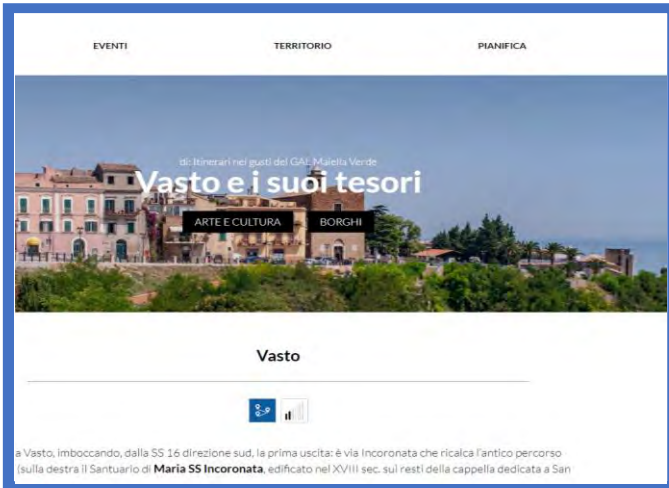 EVENTI TERRITORIO PIANIFICA
di: Itinerari nei gusti del GAL Maiella Verde
Vasto e i suoi tesori
ARTE E CULTURA BORGHI
Vasto
a Vasto, imboccando, dalla SS 16 direzione sud, la prima uscita: è via Incoronata che ricalca l'antico percorso
(sulla destra il Santuario di Maria SS Incoronata, edificato nel XVIII sec. sui resti della cappella dedicata a San